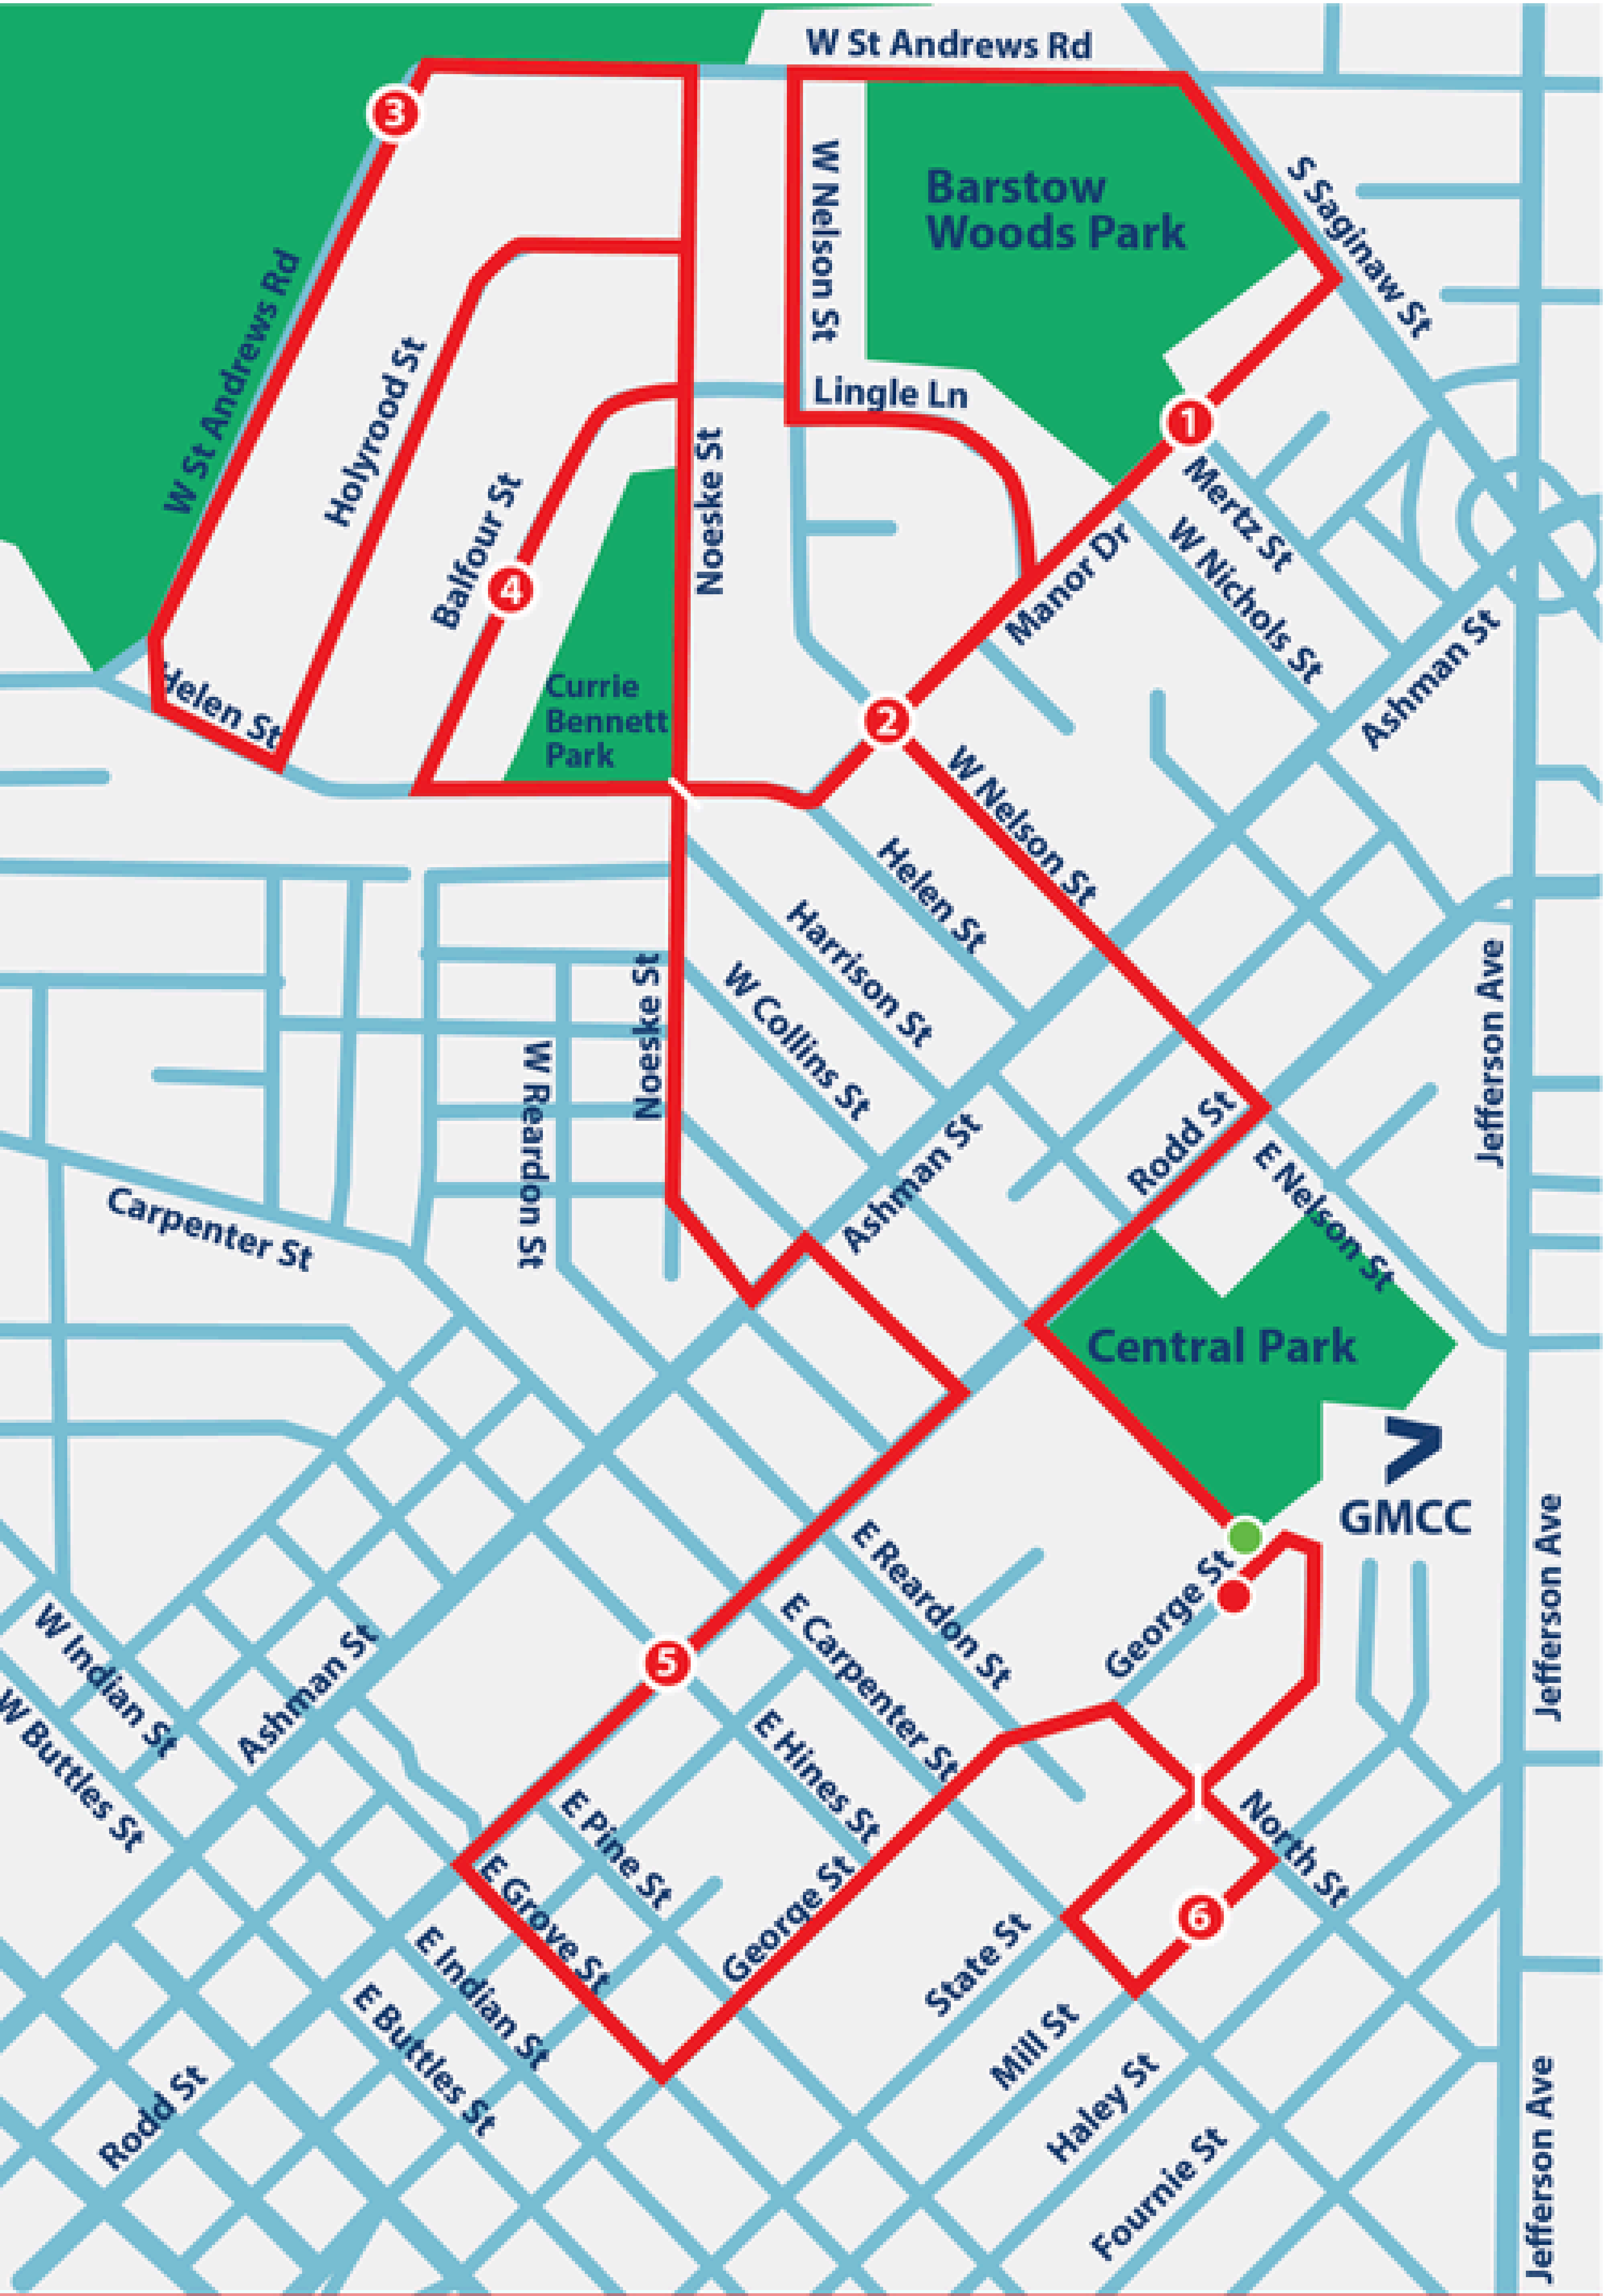 W St Andrews Rd
3
S Saginaw St
W Nelson St
Barstow
Woods Park
W St Andrews Rd
Holyrood St
Lingle Ln
1
Noeske St
Mertz St
Balfour St
4
W Nichols St
Manor Dr
Ashman St
Helen St
Currie
Bennett
Park
2
W Nelson St
Helen St
Harrison St
Jefferson Ave
W Collins St
Noeske St
W Reardon St
Rodd St
Ashman St
E Nelson St
Carpenter St
Central Park
GMCC
Jefferson Ave
E Reardon St
George St
E Carpenter St
5
W Indian St
Ashman St
W Buttles St
E Hines St
E Pine St
North St
E Grove St
George St
6
State St
E Indian St
E Buttles St
Mill St
Haley St
Rodd St
Fournie St
Jefferson Ave